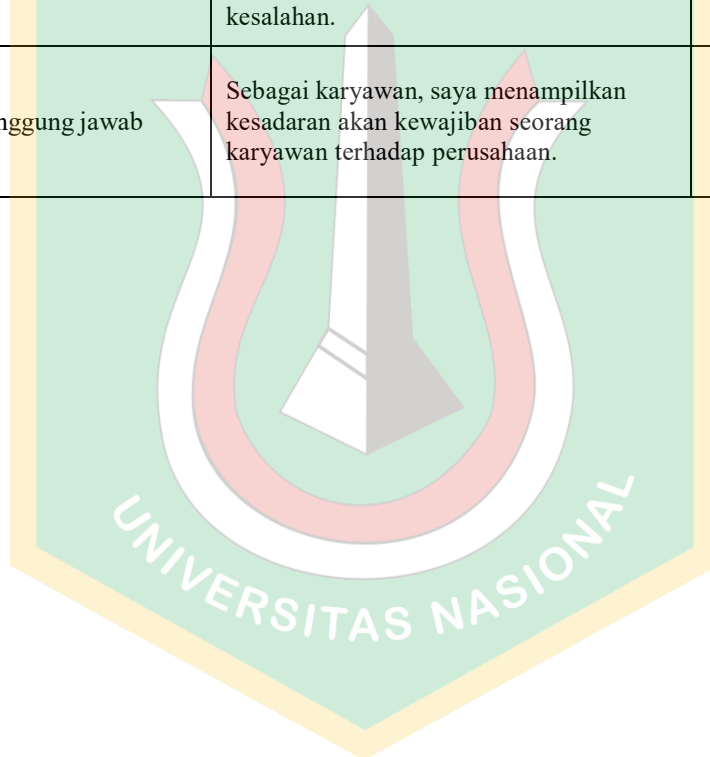 kesalahan.
nggung jawab
Sebagai karyawan, saya menampilkan
kesadaran akan kewajiban seorang
karyawan terhadap perusahaan.
UNIVERSITAS NASIONAL